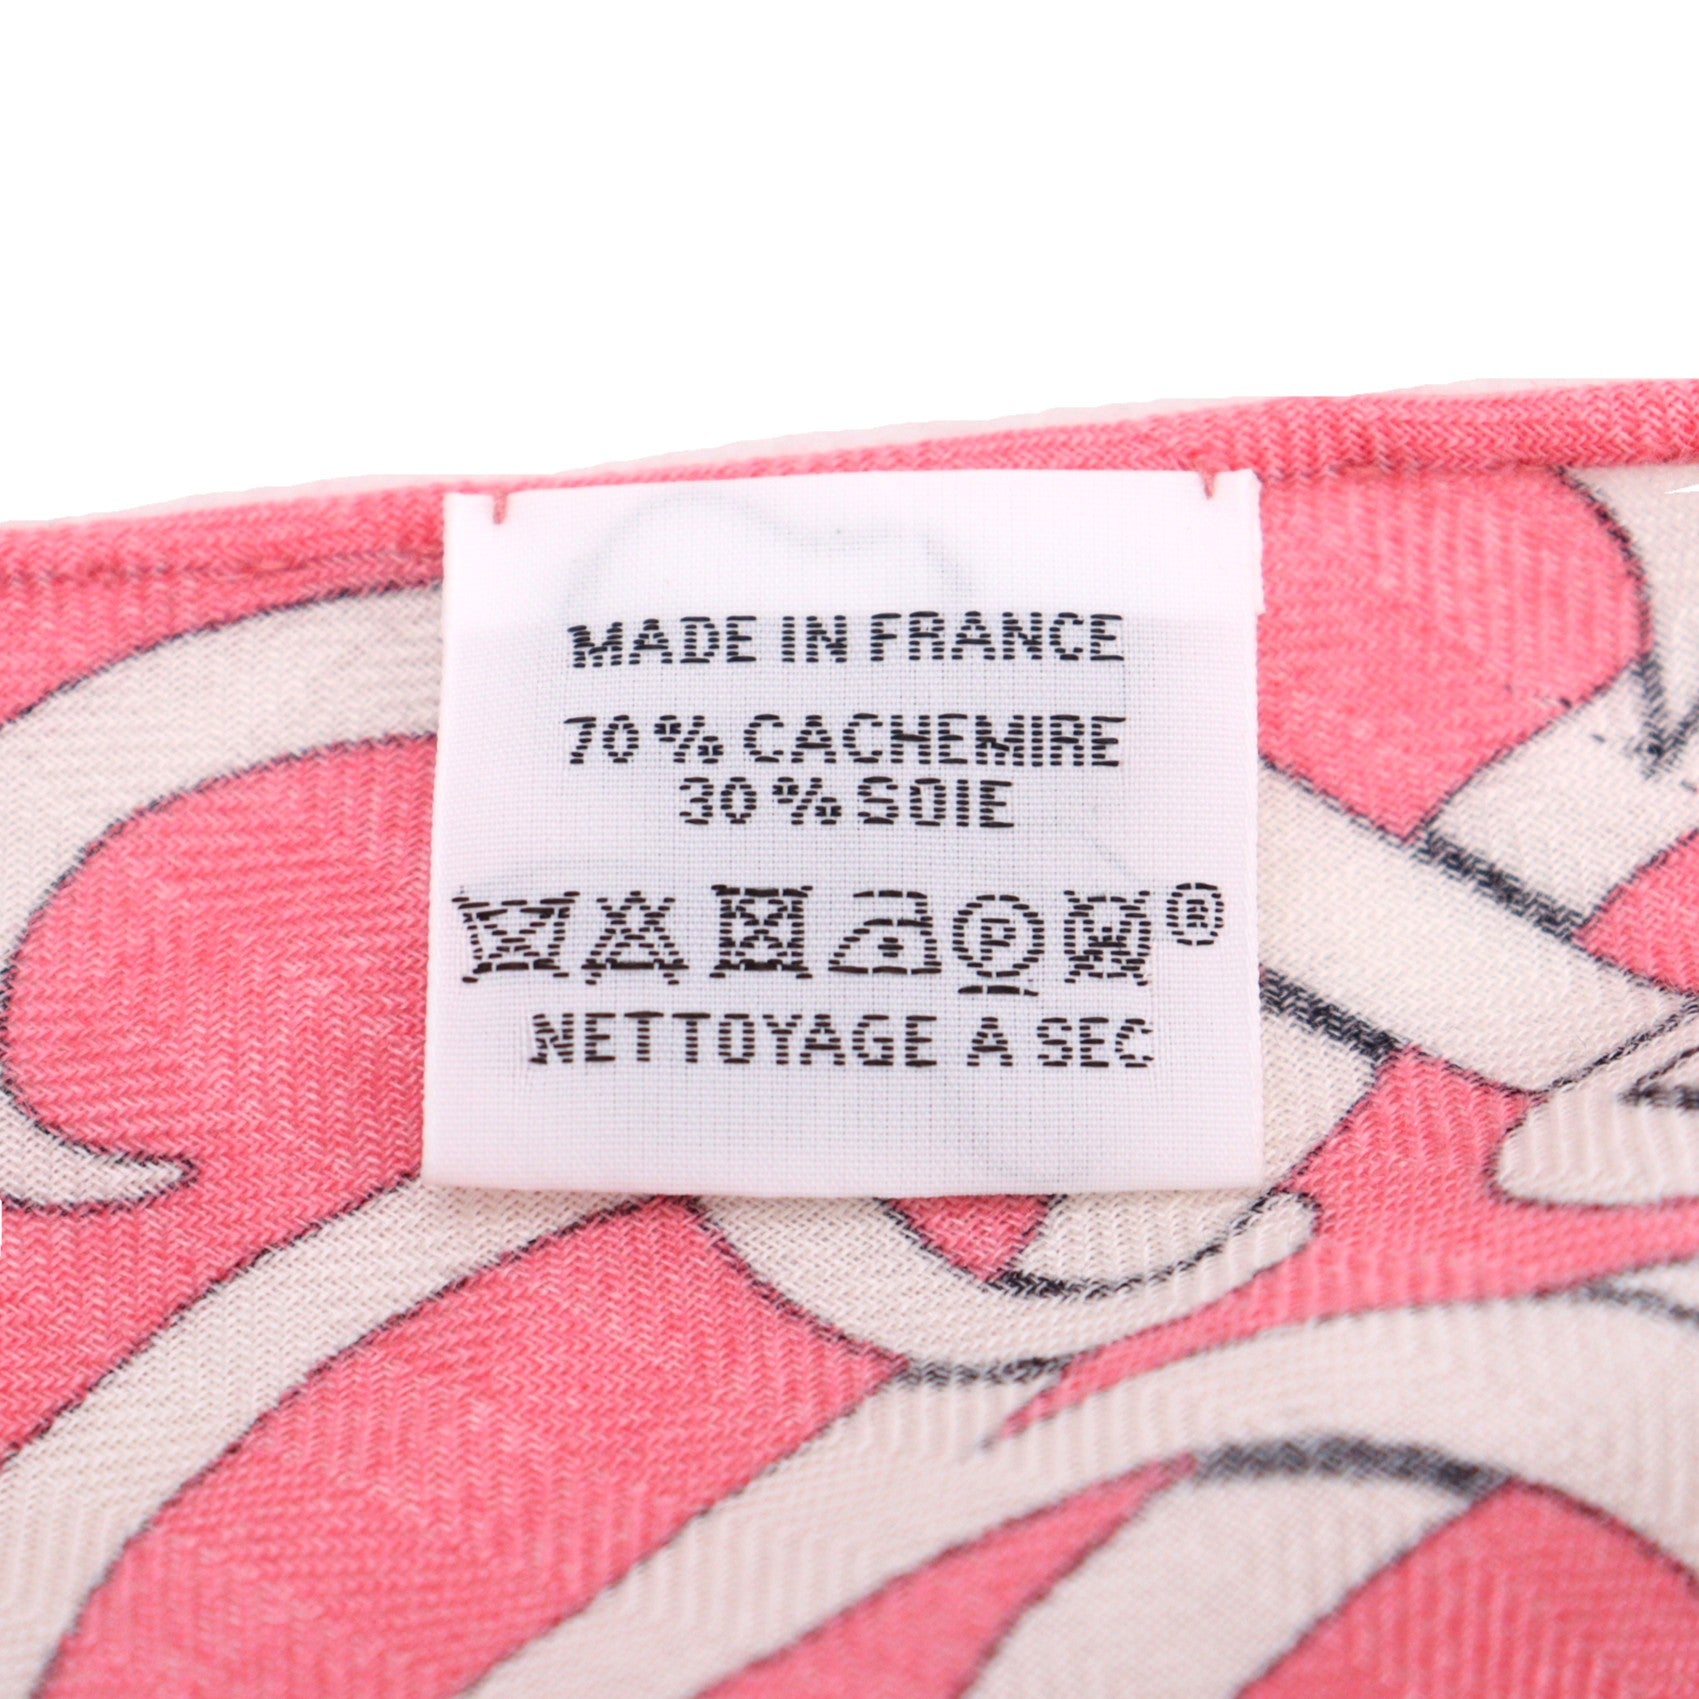 MADE IN FRANCE
70% CACHEMIRE
30% SOIE
P W ®
NETTOYAGE A SEC